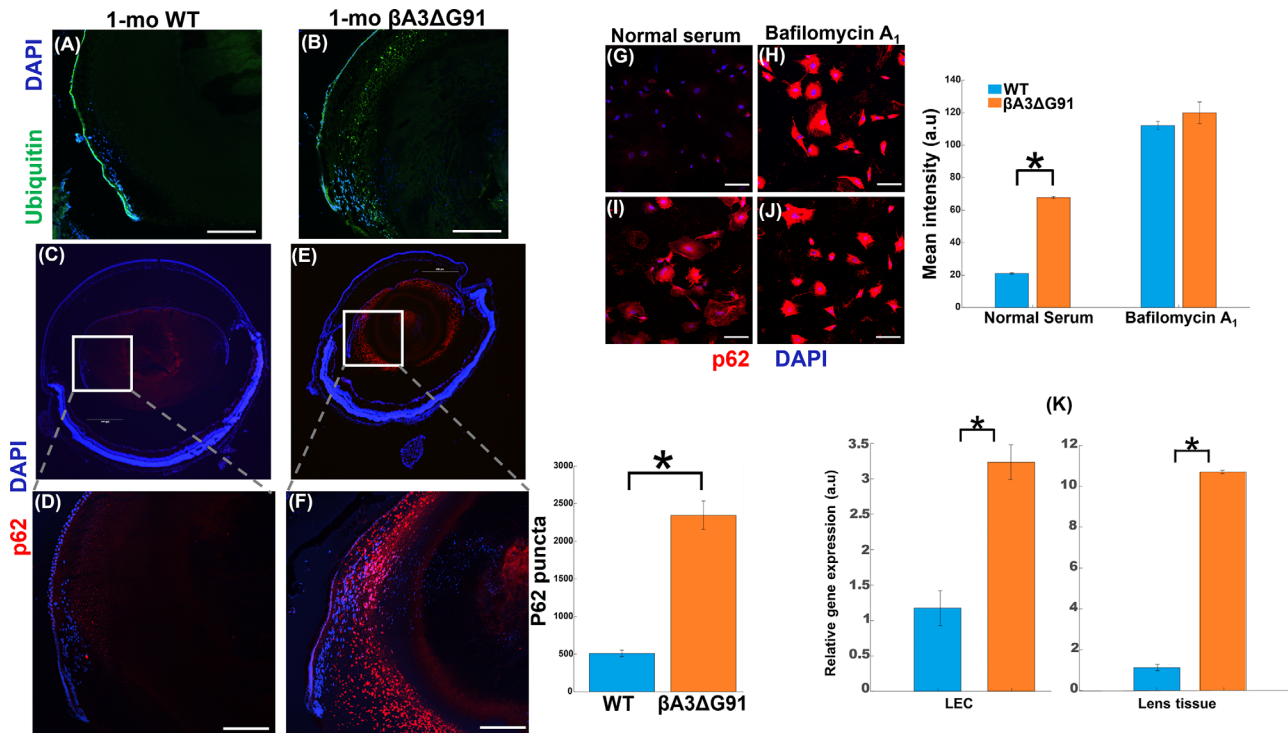 1-mo WT
1-mo βA3ΔG91
Ubiquitin DAPI
(A)
(B)
(C)
(E)
p62 DAPI
(D)
(F)
Normal serum
Bafilomycin A1
(G)
(H)
(I)
(J)
p62 DAPI
Mean intensity (a.u)
140
120
100
80
60
40
20
0
WT
βA3ΔG91
*
Normal Serum
Bafilomycin A1
P62 puncta
3000
2500
2000
1500
1000
500
0
*
WT
βA3ΔG91
(K)
Relative gene expression (a.u)
3.5
3
2.5
2
1.5
1
0.5
0
*
LEC
12
10
8
6
4
2
0
*
Lens tissue